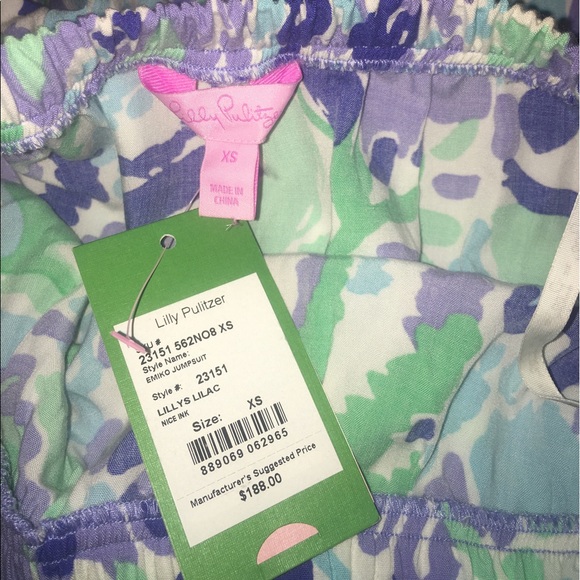 Lilly Pulitzer
XS
MADE IN
CHINA
Lilly Pulitzer
#
23151 562NO8 XS
Style Name:
EMIKO JUMPSUIT
Style #: 23151
LILLYS LILAC
NICE INK
Size: XS
889069 062965
Manufacturer's Suggested Price
$188.00